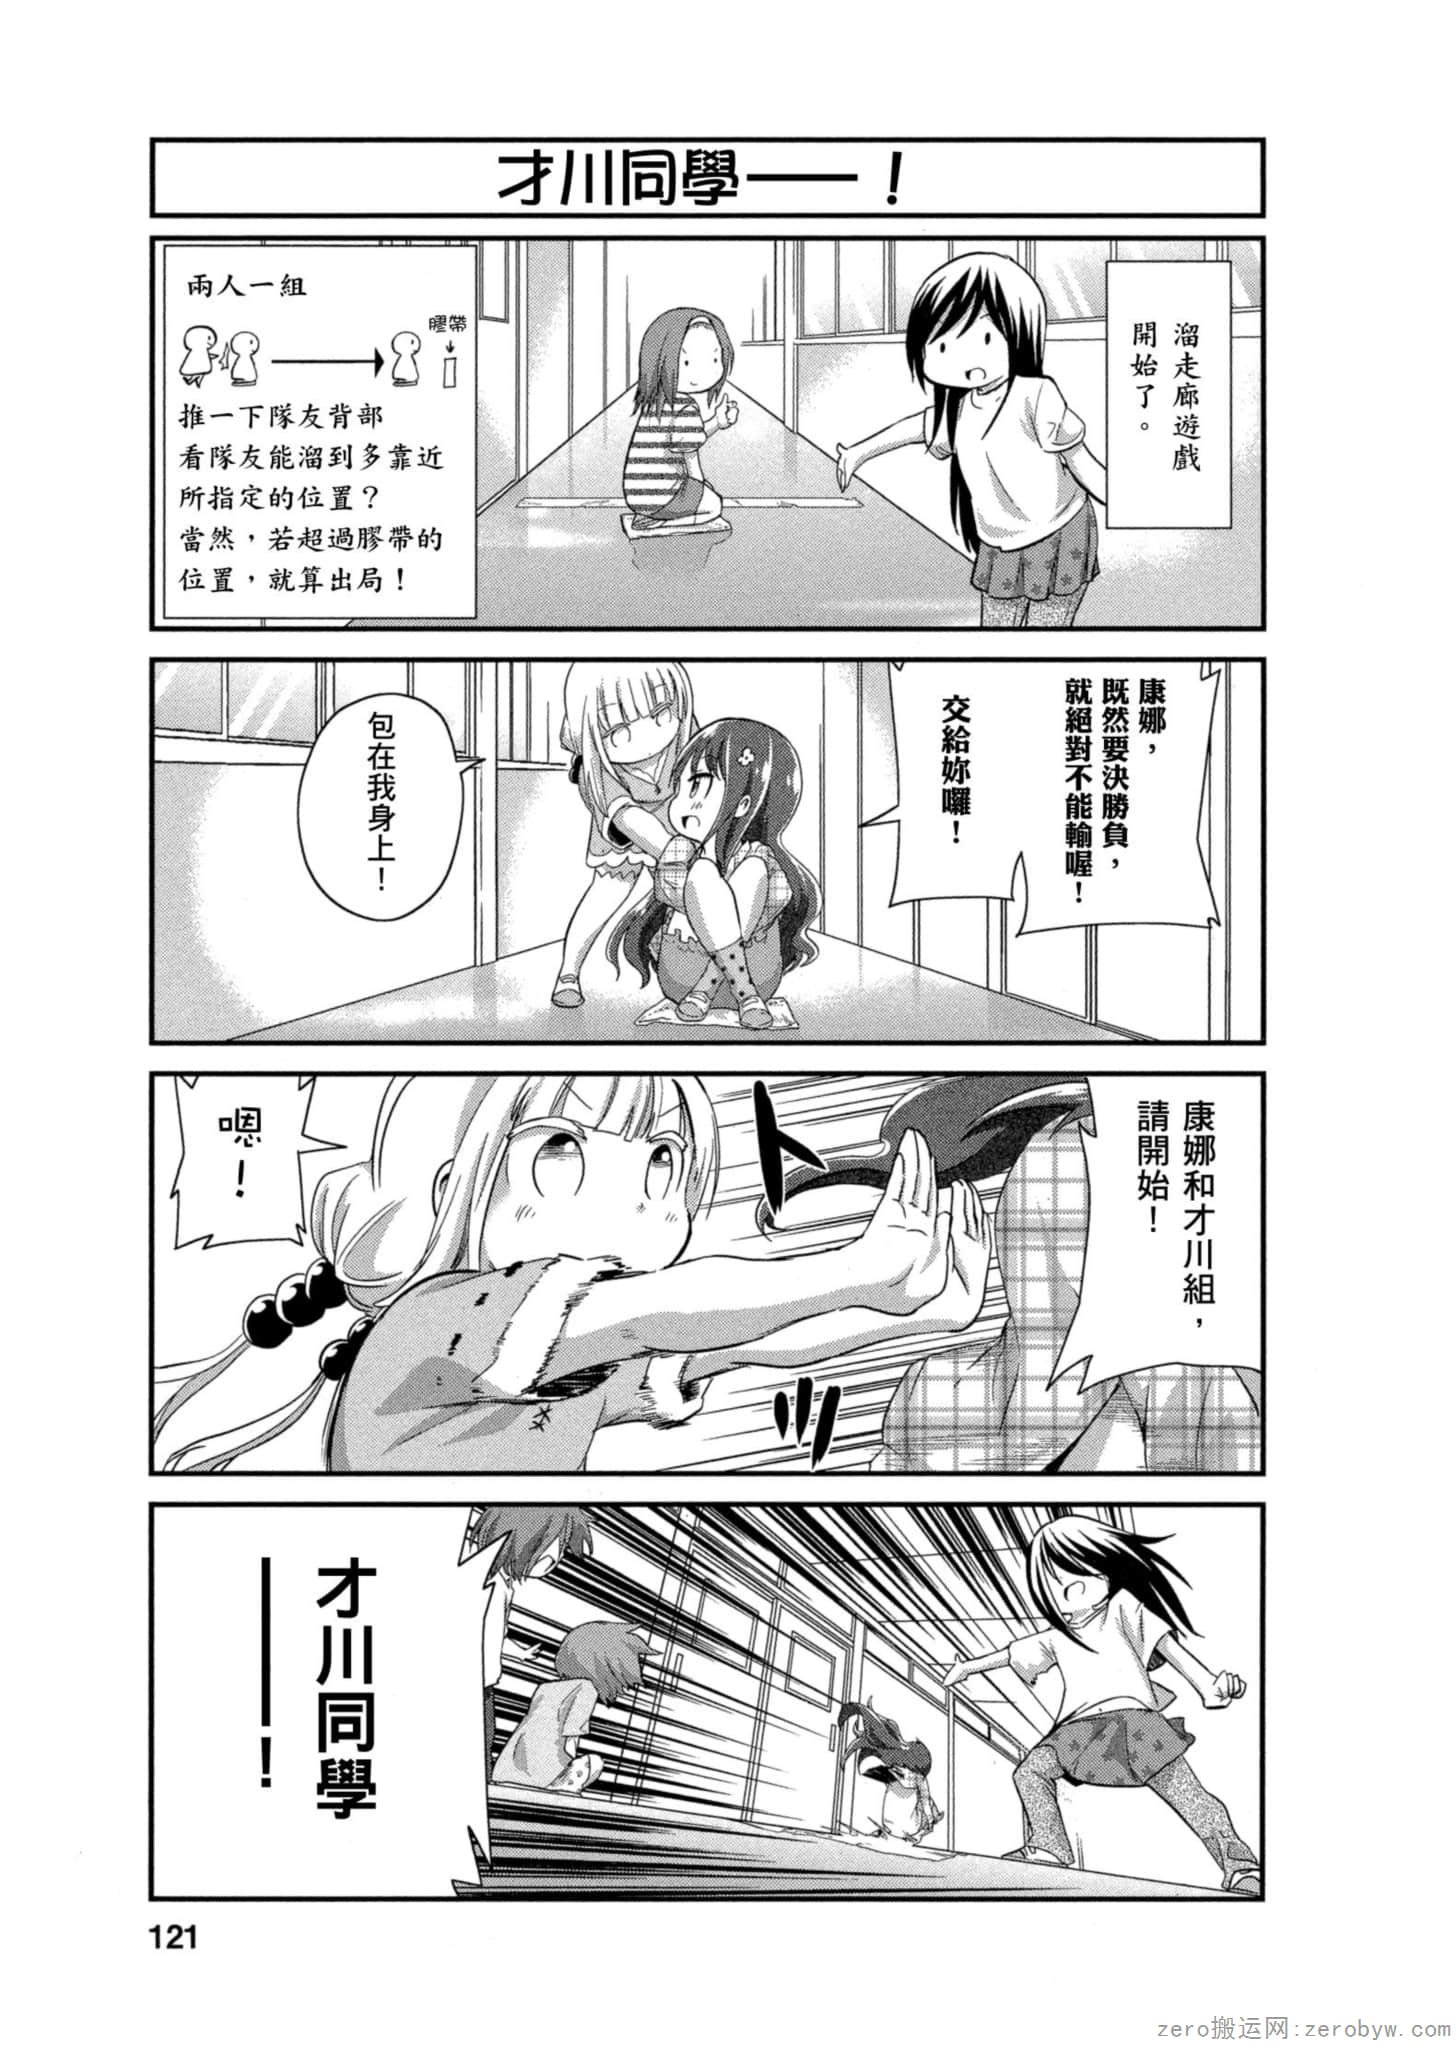 才川同學——！
溜走廊遊戲
開始了。
兩人一組
膠帶
推一下隊友背部
看隊友能溜到多靠近
所指定的位置？
當然，若超過膠帶的
位置，就算出局！
康娜，
既然要決勝負，
就絕對不能輸喔！
交給妳囉！
包在我身上！
康娜和才川組，
請開始！
嗯！
ドッ
才川同學
——！
121
zero搬运网:zerobyw.com